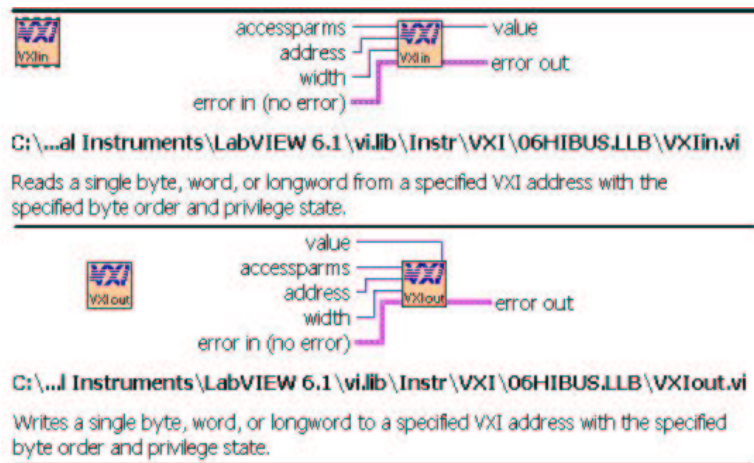 VXI
VXIin
accessparms
address
width
error in (no error)
VXI
VXIin
value
error out
C:\...al Instruments\LabVIEW 6.1\vi.lib\Instr\VXI\06HIBUS.LLB\VXIin.vi
Reads a single byte, word, or longword from a specified VXI address with the
specified byte order and privilege state.
VXI
VXIout
value
accessparms
address
width
error in (no error)
VXI
VXIout
error out
C:\...l Instruments\LabVIEW 6.1\vi.lib\Instr\VXI\06HIBUS.LLB\VXIout.vi
Writes a single byte, word, or longword to a specified VXI address with the specified
byte order and privilege state.